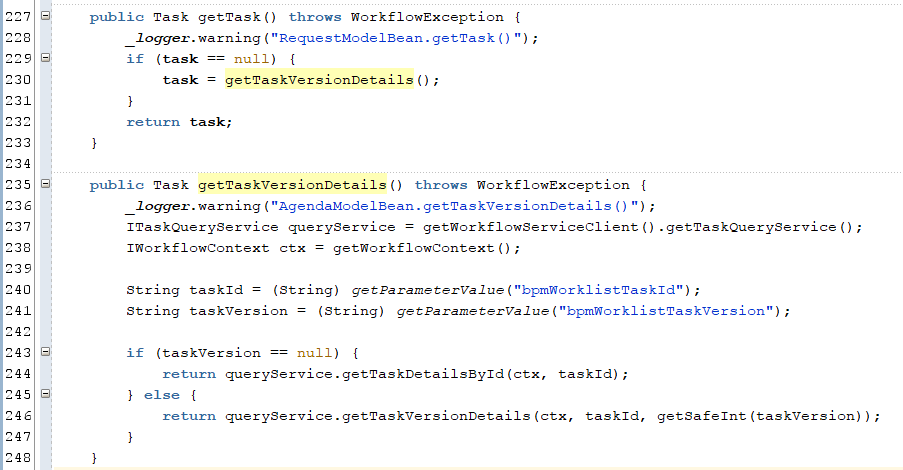 227 public Task getTask() throws WorkflowException {
228 _logger.warning("RequestModelBean.getTask()");
229 if (task == null) {
230 task = getTaskVersionDetails();
231 }
232 return task;
233 }
234
235 public Task getTaskVersionDetails() throws WorkflowException {
236 _logger.warning("AgendaModelBean.getTaskVersionDetails()");
237 ITaskQueryService queryService = getWorkflowServiceClient().getTaskQueryService();
238 IWorkflowContext ctx = getWorkflowContext();
239
240 String taskId = (String) getParameterValue("bpmWorklistTaskId");
241 String taskVersion = (String) getParameterValue("bpmWorklistTaskVersion");
242
243 if (taskVersion == null) {
244 return queryService.getTaskDetailsById(ctx, taskId);
245 } else {
246 return queryService.getTaskVersionDetails(ctx, taskId, getSafeInt(taskVersion));
247 }
248 }